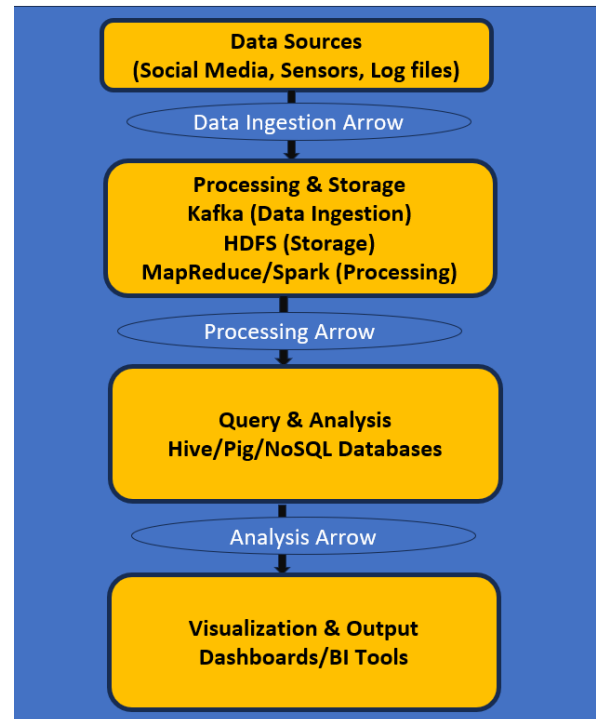 Data Sources
(Social Media, Sensors, Log files)
Data Ingestion Arrow
Processing & Storage
Kafka (Data Ingestion)
HDFS (Storage)
MapReduce/Spark (Processing)
Processing Arrow
Query & Analysis
Hive/Pig/NoSQL Databases
Analysis Arrow
Visualization & Output
Dashboards/BI Tools